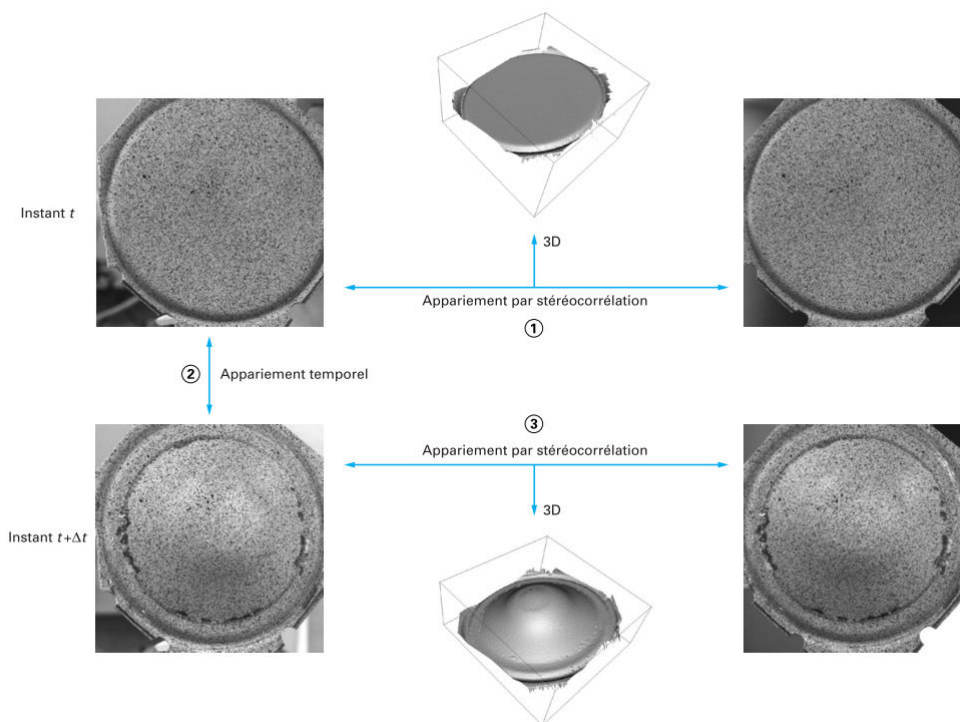 Instant t
3D
Appariement par stéréocorrélation
1
2 Appariement temporel
3
Appariement par stéréocorrélation
3D
Instant t+Δt